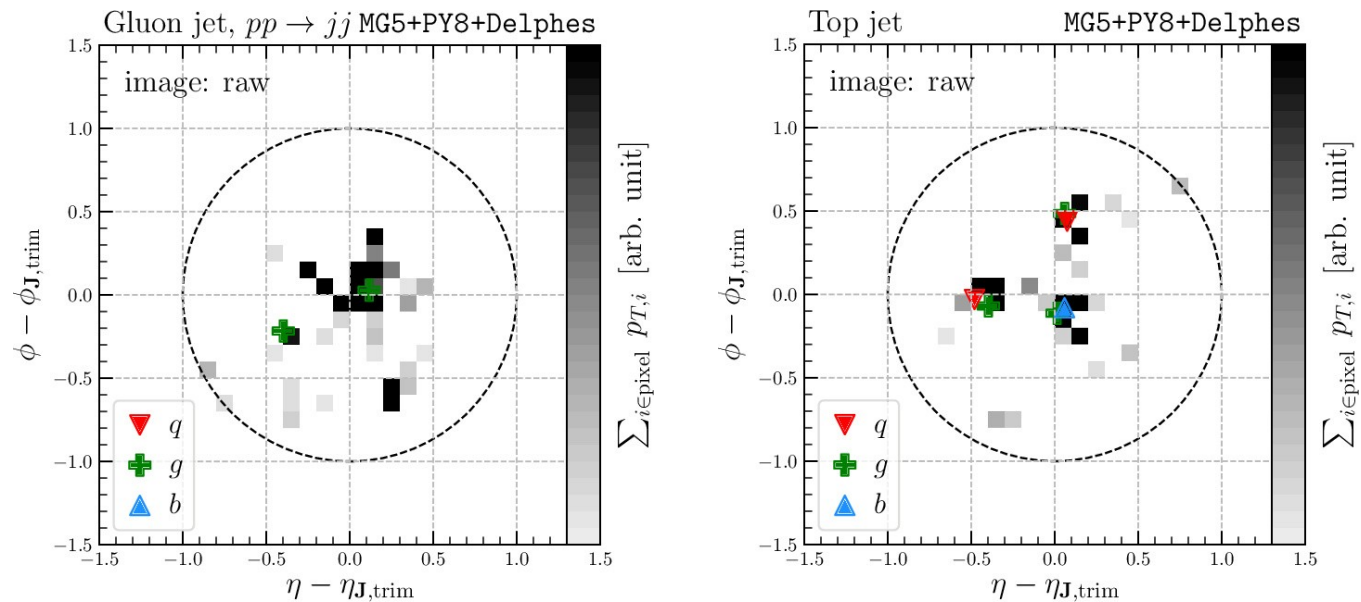 Gluon jet, pp → jj MG5+PY8+Delphes
image: raw
1.5
1.0
0.5
0.0
−0.5
−1.0
−1.5
ϕ − ϕ_J,trim
q
g
b
−1.5 −1.0 −0.5 0.0 0.5 1.0 1.5
η − η_J,trim
∑_i∈pixel p_T,i [arb. unit]
Top jet MG5+PY8+Delphes
image: raw
1.5
1.0
0.5
0.0
−0.5
−1.0
−1.5
ϕ − ϕ_J,trim
q
g
b
−1.5 −1.0 −0.5 0.0 0.5 1.0 1.5
η − η_J,trim
∑_i∈pixel p_T,i [arb. unit]